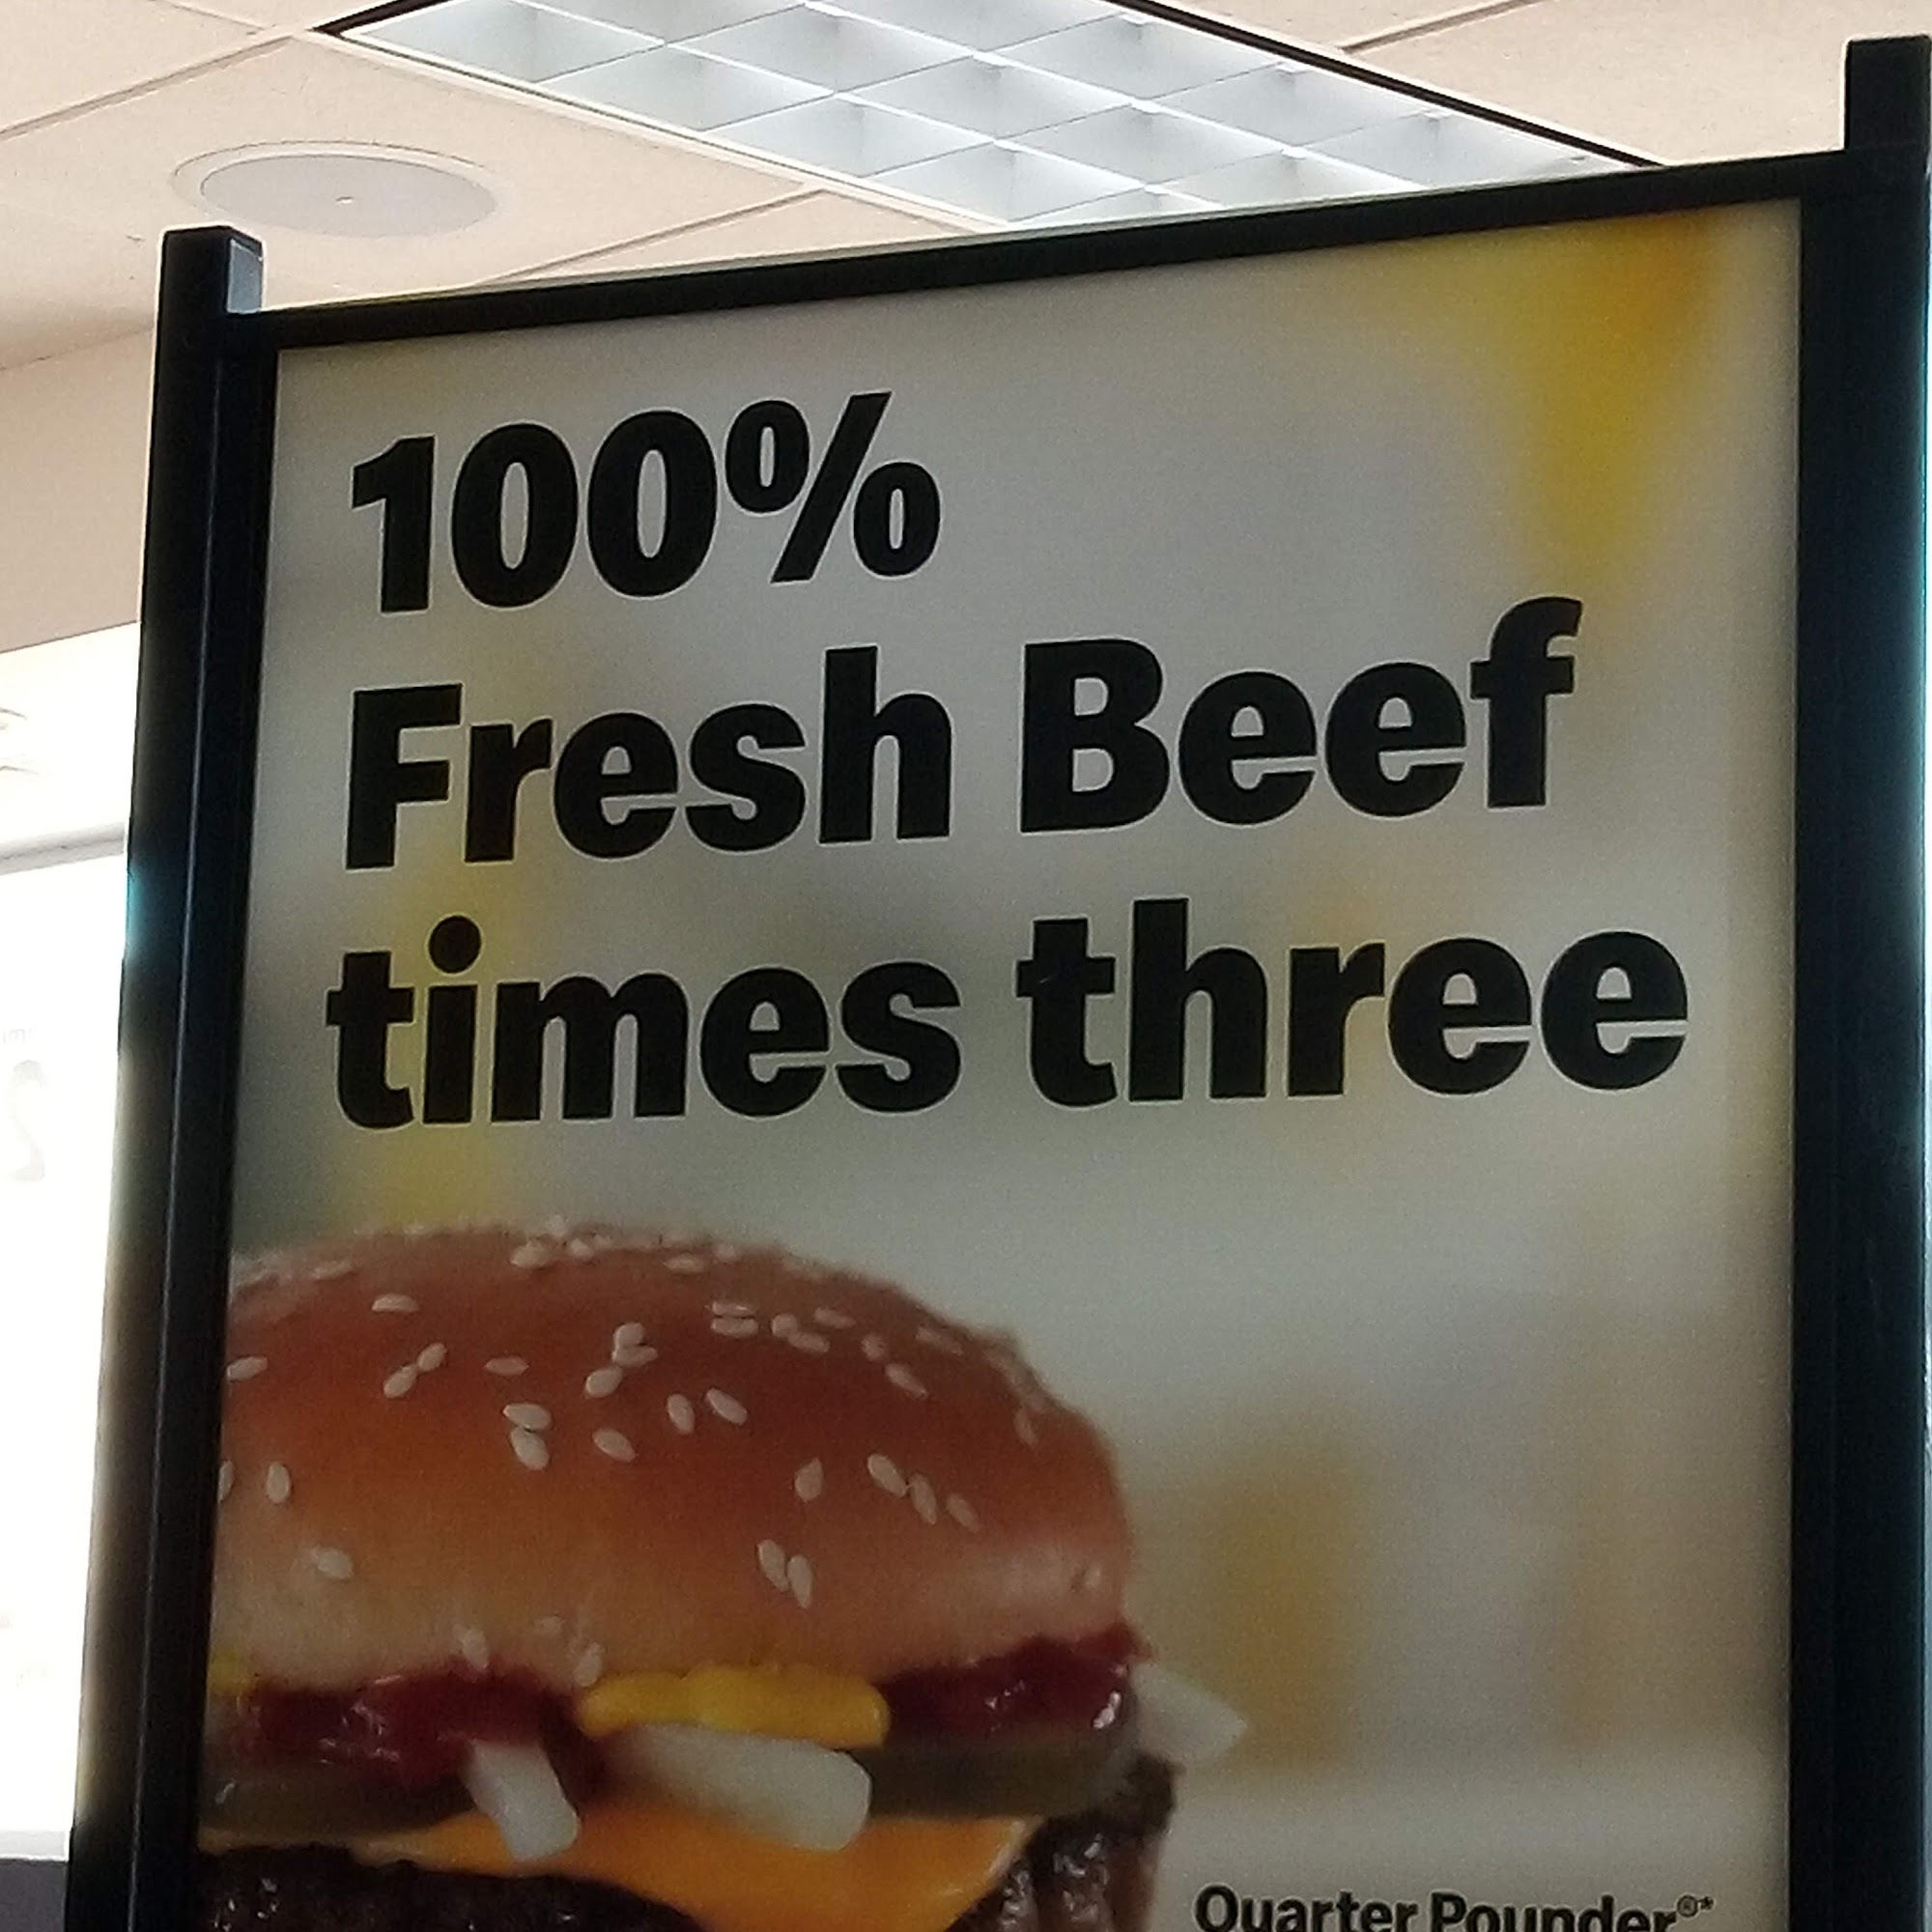 100%
Fresh Beef
times three
Quarter Pounder®*